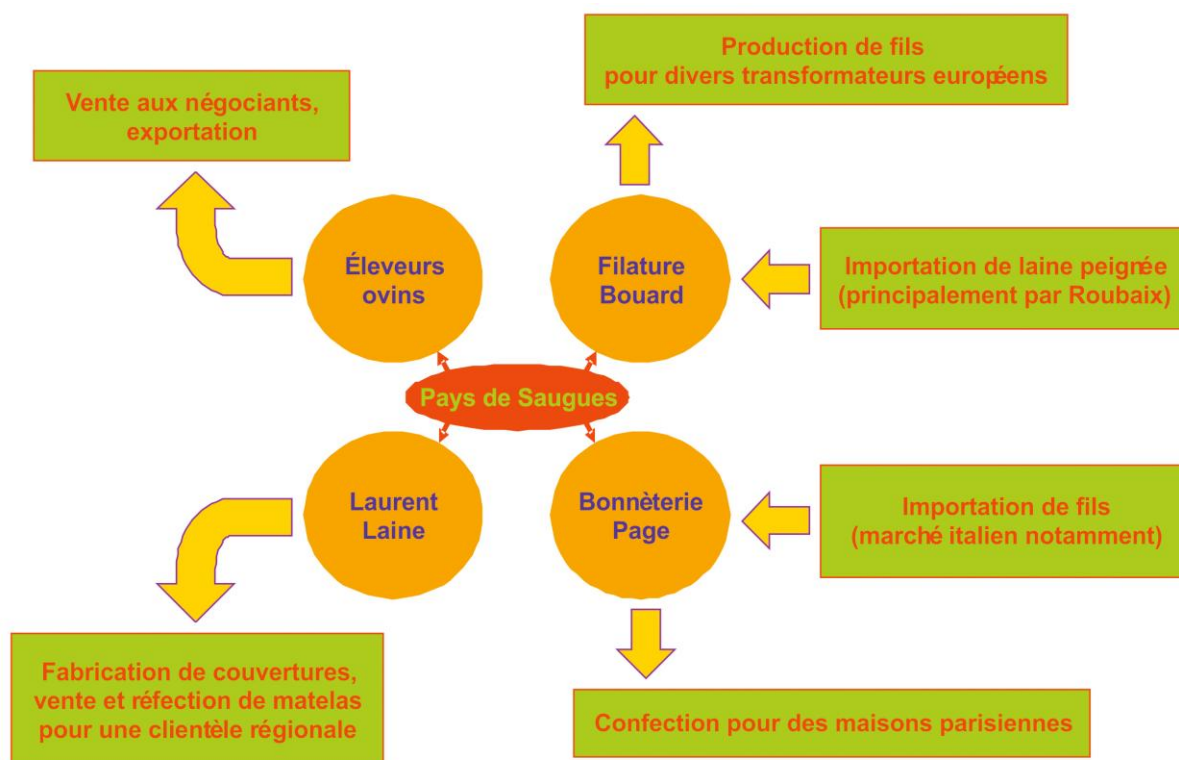 Production de fils
pour divers transformateurs européens
Vente aux négociants,
exportation
Éleveurs
ovins
Filature
Bouard
Importation de laine peignée
(principalement par Roubaix)
Pays de Saugues
Laurent
Laine
Bonnèterie
Page
Importation de fils
(marché italien notamment)
Fabrication de couvertures,
vente et réfection de matelas
pour une clientèle régionale
Confection pour des maisons parisiennes